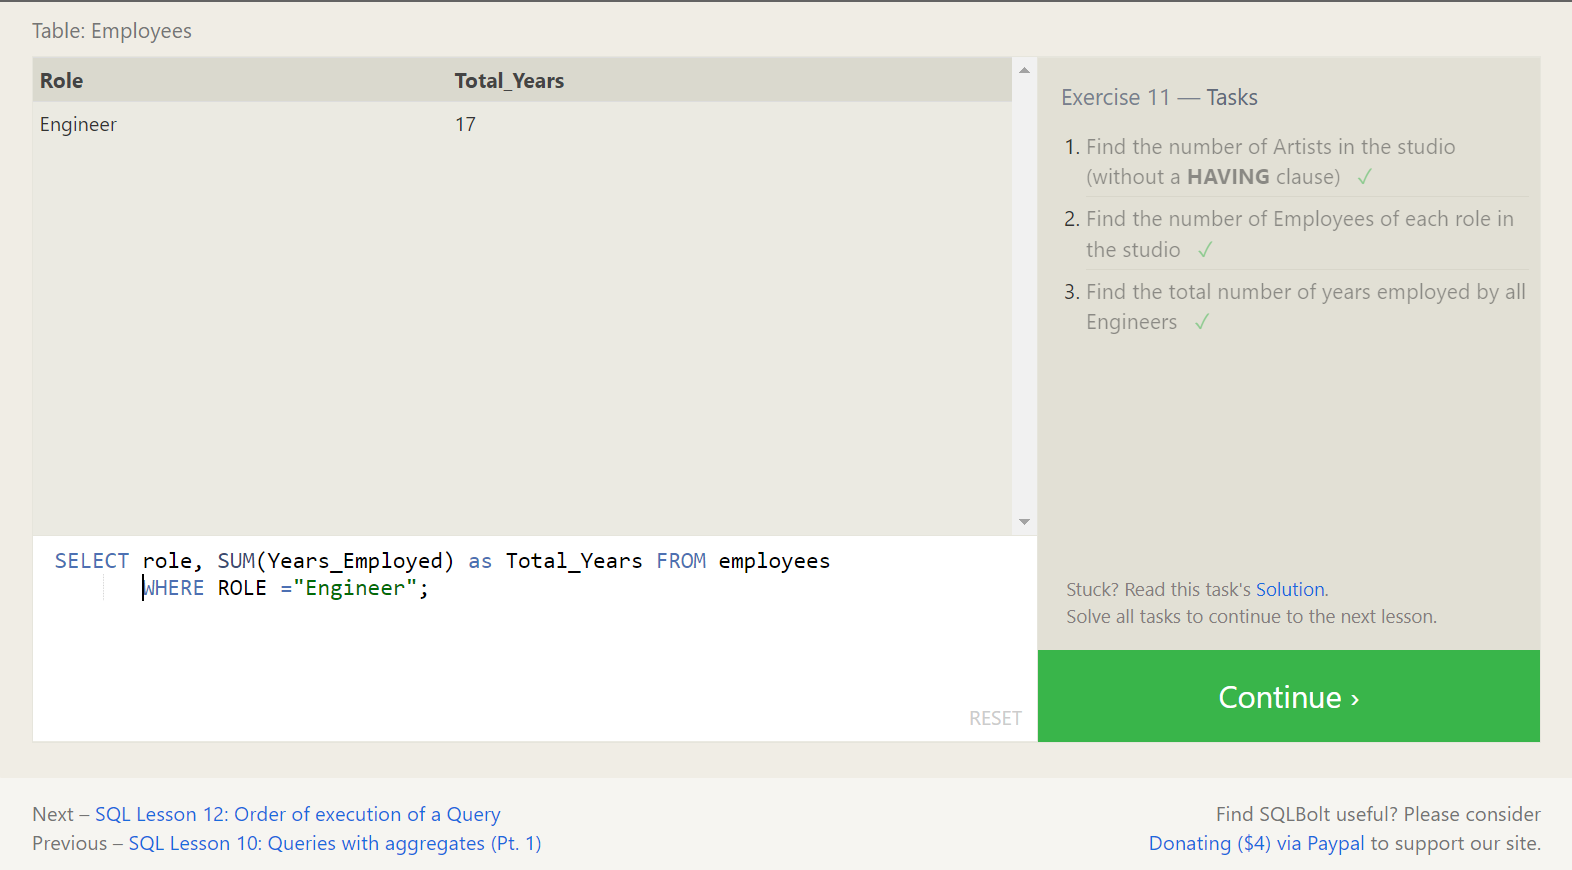 Table: Employees
Role Total_Years
Engineer 17
SELECT role, SUM(Years_Employed) as Total_Years FROM employees
WHERE ROLE ="Engineer";
RESET
Exercise 11 — Tasks
1. Find the number of Artists in the studio
(without a HAVING clause) ✓
2. Find the number of Employees of each role in
the studio ✓
3. Find the total number of years employed by all
Engineers ✓
Stuck? Read this task's Solution.
Solve all tasks to continue to the next lesson.
Continue ›
Next – SQL Lesson 12: Order of execution of a Query
Previous – SQL Lesson 10: Queries with aggregates (Pt. 1)
Find SQLBolt useful? Please consider
Donating ($4) via Paypal to support our site.